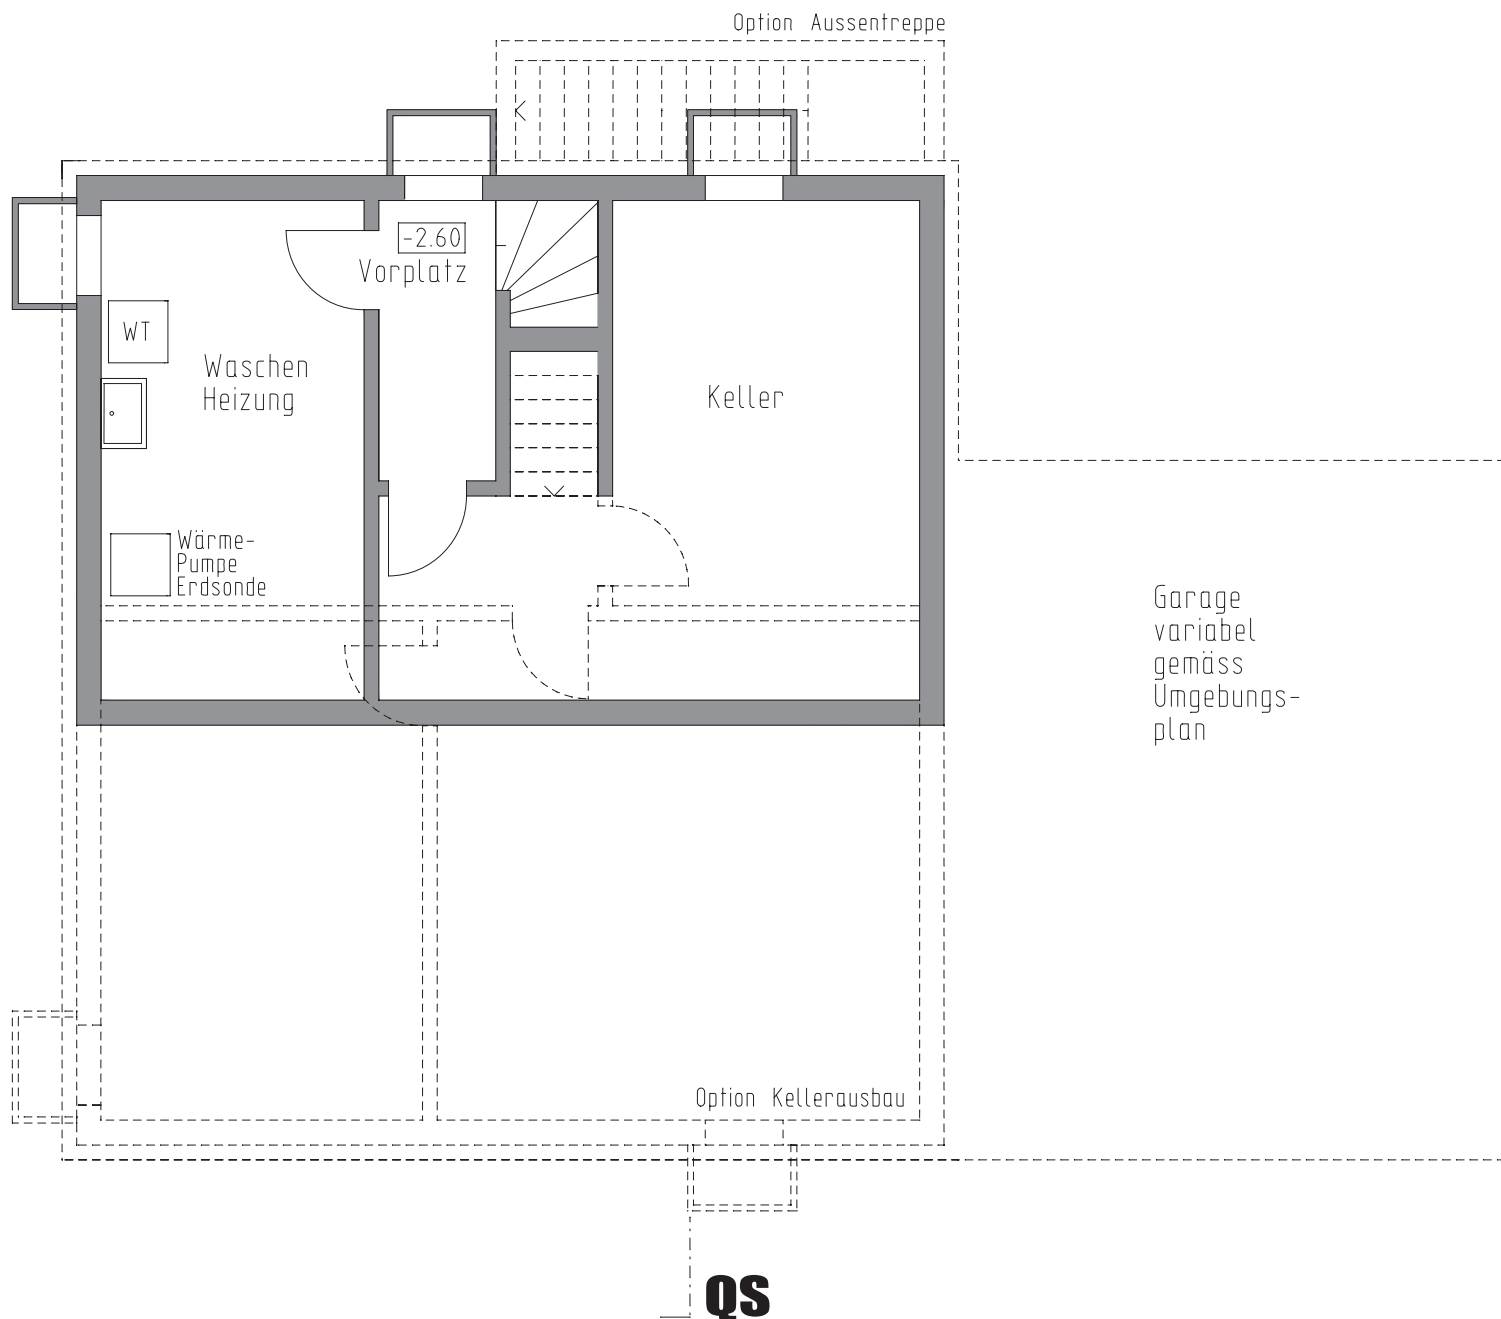 Option Aussentreppe
-2.60
Vorplatz
WT
Waschen
Heizung
Keller
Wärme-
Pumpe
Erdsonde
Garage
variabel
gemäss
Umgebungs-
plan
Option Kellerausbau
QS